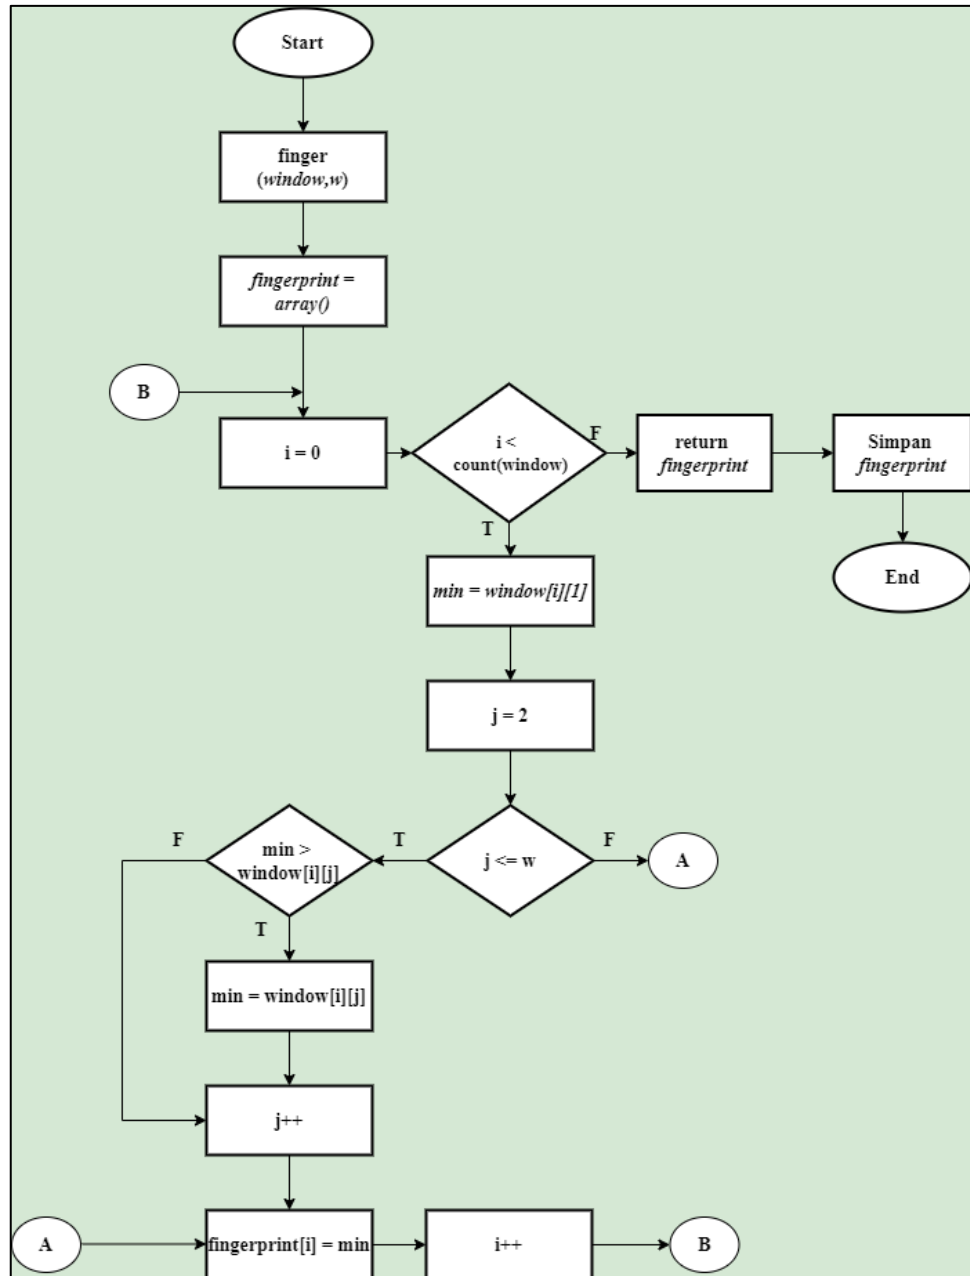 Start
finger
(window,w)
fingerprint =
array()
B
i = 0
i <
count(window)
F
return
fingerprint
Simpan
fingerprint
T
End
min = window[i][1]
j = 2
F
min >
window[i][j]
T
j <= w
F
A
T
min = window[i][j]
j++
A
fingerprint[i] = min
i++
B